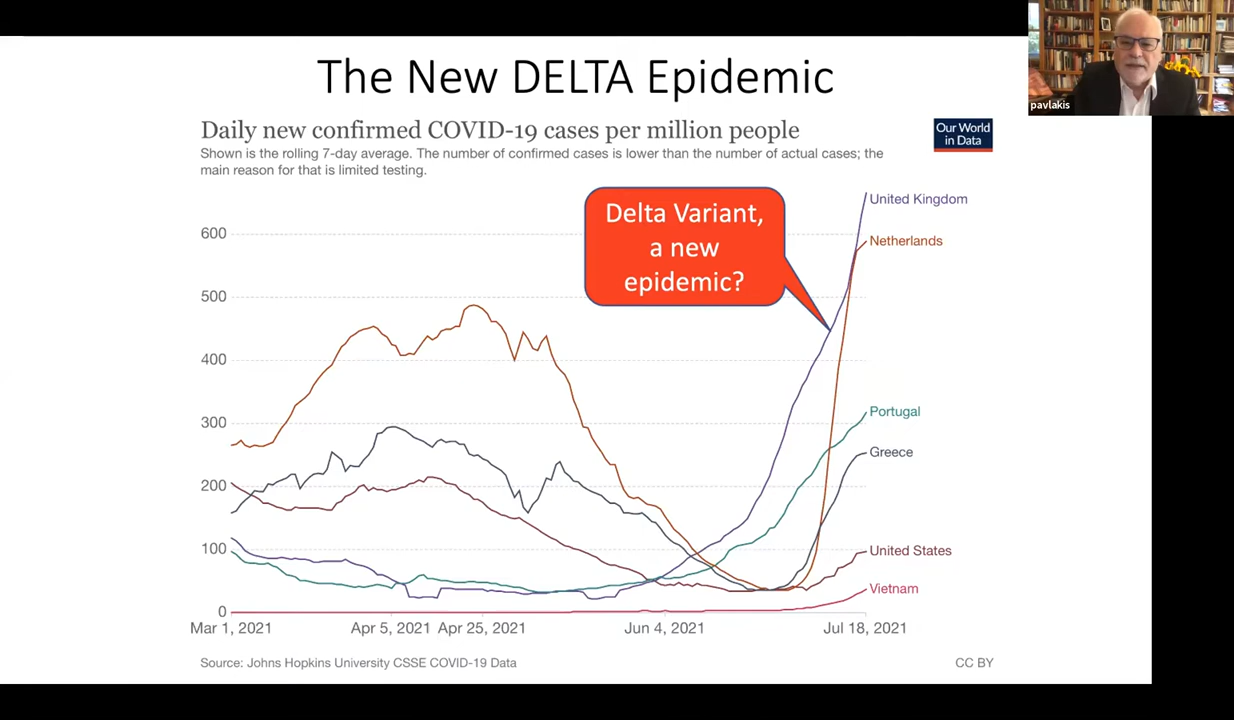 The New DELTA Epidemic
pavlakis
Daily new confirmed COVID-19 cases per million people
Shown is the rolling 7-day average. The number of confirmed cases is lower than the number of actual cases; the
main reason for that is limited testing.
Our World
in Data
Delta Variant,
a new
epidemic?
United Kingdom
Netherlands
Portugal
Greece
United States
Vietnam
600
500
400
300
200
100
0
Mar 1, 2021
Apr 5, 2021
Apr 25, 2021
Jun 4, 2021
Jul 18, 2021
Source: Johns Hopkins University CSSE COVID-19 Data
CC BY